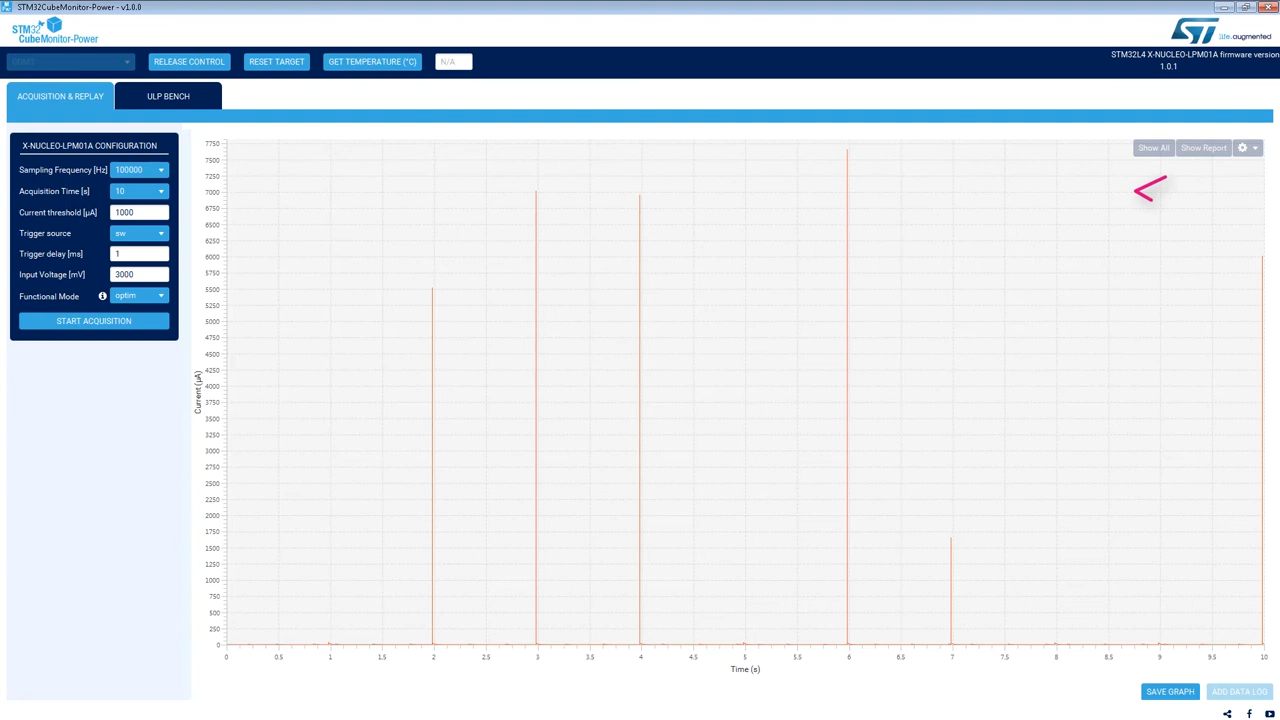 STM32CubeMonitor-Power - v1.0.0
STM32
CubeMonitor-Power
ST
life.augmented
RELEASE CONTROL
RESET TARGET
GET TEMPERATURE (°C)
N/A
STM32L4 X-NUCLEO-LPM01A firmware version
1.0.1
ACQUISITION & REPLAY
ULP BENCH
X-NUCLEO-LPM01A CONFIGURATION
Sampling Frequency [Hz] 100000
Acquisition Time [s] 10
Current threshold [µA] 1000
Trigger source sw
Trigger delay [ms] 1
Input Voltage [mV] 3000
Functional Mode optim
START ACQUISITION
Show All
Show Report
Current (µA)
7750
7500
7250
7000
6750
6500
6250
6000
5750
5500
5250
5000
4750
4500
4250
4000
3750
3500
3250
3000
2750
2500
2250
2000
1750
1500
1250
1000
750
500
250
0
0 0.5 1 1.5 2 2.5 3 3.5 4 4.5 5 5.5 6 6.5 7 7.5 8 8.5 9 9.5 10
Time (s)
SAVE GRAPH
ADD DATA LOG